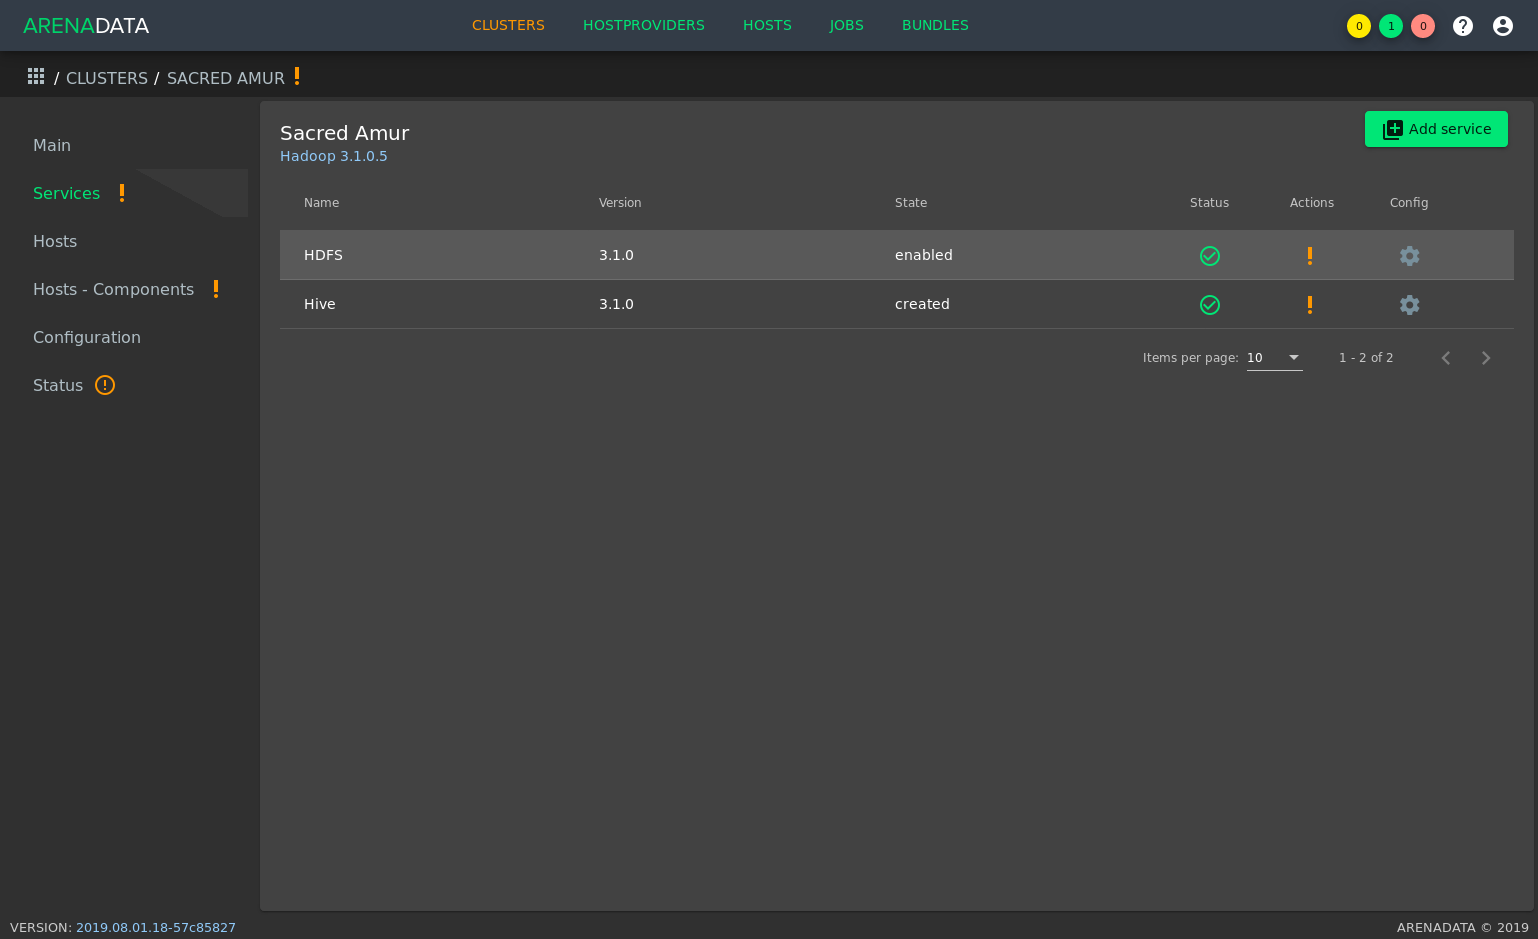 ARENADATA CLUSTERS HOSTPROVIDERS HOSTS JOBS BUNDLES 0 1 0
/ CLUSTERS / SACRED AMUR
Main
Services
Hosts
Hosts - Components
Configuration
Status
Sacred Amur
Hadoop 3.1.0.5
Add service
Name Version State Status Actions Config
HDFS 3.1.0 enabled
Hive 3.1.0 created
Items per page: 10 1 - 2 of 2
VERSION: 2019.08.01.18-57c85827
ARENADATA © 2019